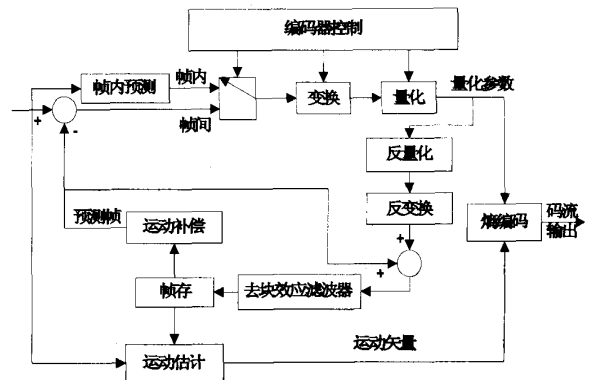 编码器控制
帧内预测
帧内
帧间
变换
量化
量化参数
+
-
反量化
反变换
熵编码
码流
输出
预测帧
运动补偿
+
+
帧存
去块效应滤波器
运动估计
运动矢量